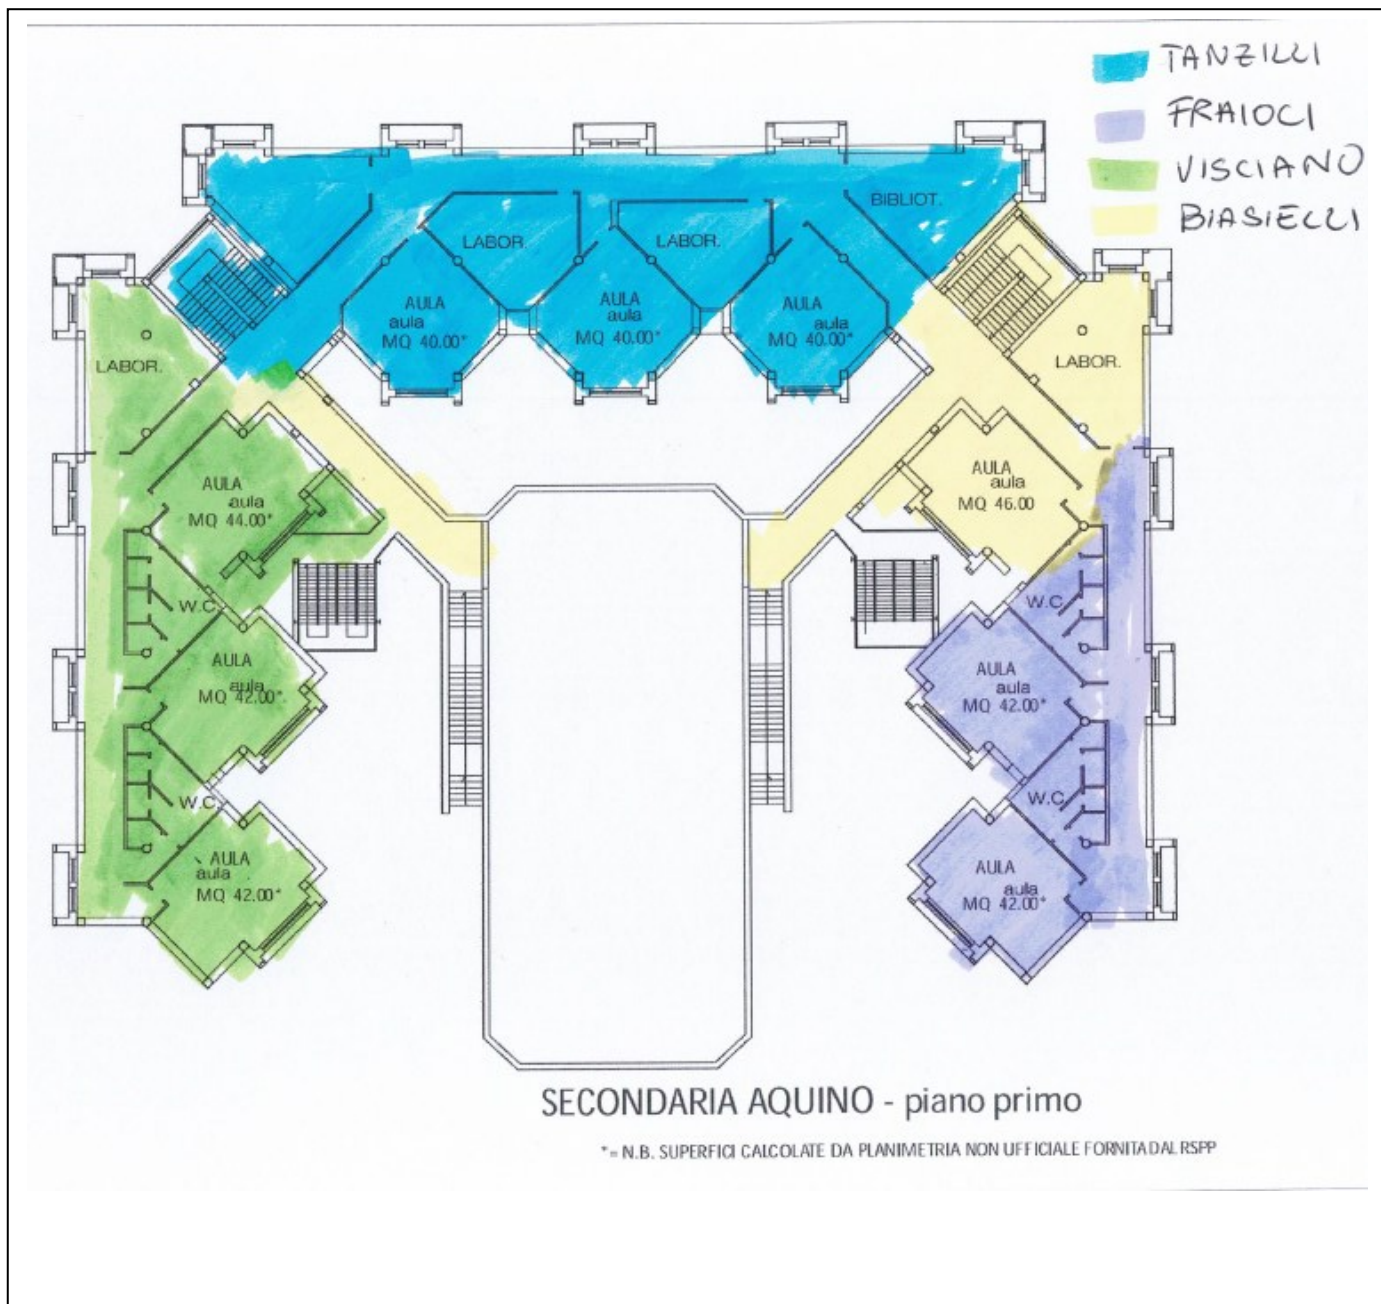 TANZILLI
FRAIOCI
VISCIANO
BIASIELLI
BIBLIOT.
LABOR.
LABOR.
AULA
aula
MQ 40.00*
AULA
aula
MQ 40.00*
AULA
aula
MQ 40.00*
LABOR.
LABOR.
AULA
aula
MQ 44.00*
AULA
aula
MQ 46.00
W.C.
W.C.
AULA
aula
MQ 42.00*
AULA
aula
MQ 42.00*
W.C.
W.C.
AULA
aula
MQ 42.00*
AULA
aula
MQ 42.00*
SECONDARIA AQUINO - piano primo
*= N.B. SUPERFICI CALCOLATE DA PLANIMETRIA NON UFFICIALE FORNITA DAL RSPP